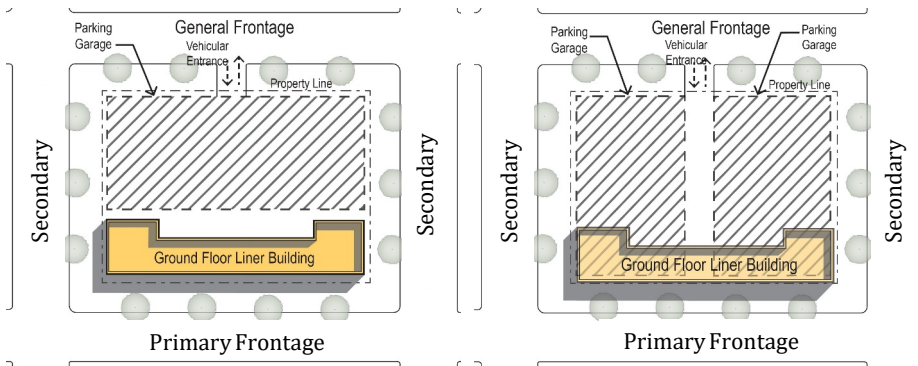 Parking
Garage
General Frontage
Vehicular
Entrance
Property Line
Secondary
Secondary
Ground Floor Liner Building
Primary Frontage
Parking
Garage
General Frontage
Vehicular
Entrance
Parking
Garage
Property Line
Secondary
Secondary
Ground Floor Liner Building
Primary Frontage